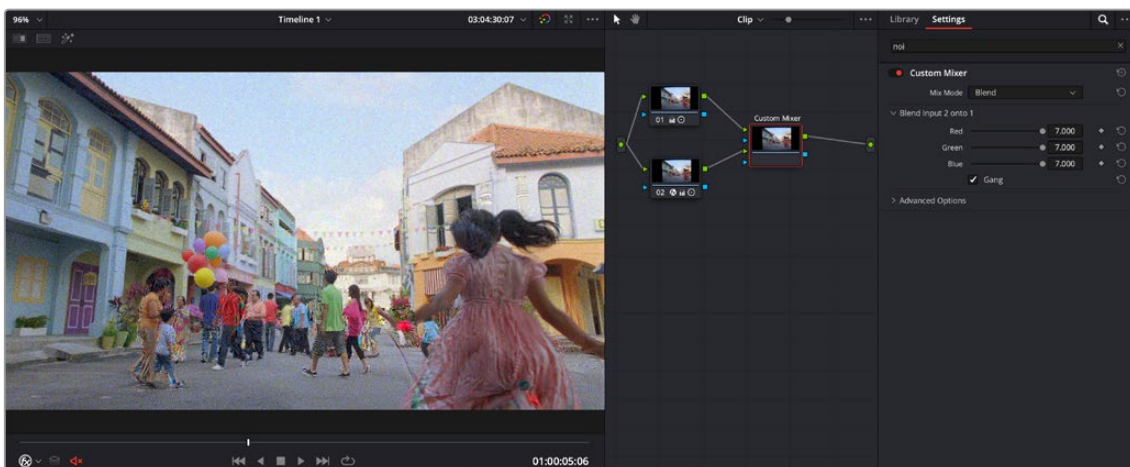 96%
Timeline 1
03:04:30:07
Clip
Library
Settings
noi
Custom Mixer
Mix Mode
Blend
Blend Input 2 onto 1
Red
7.000
Green
7.000
Blue
7.000
Gang
Advanced Options
01
Custom Mixer
02
01:00:05:06